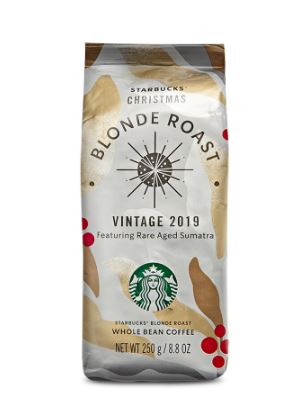 STARBUCKS®
CHRISTMAS
BLONDE ROAST
VINTAGE 2019
Featuring Rare Aged Sumatra
STARBUCKS® BLONDE ROAST
WHOLE BEAN COFFEE
NET WT 250 g / 8.8 OZ